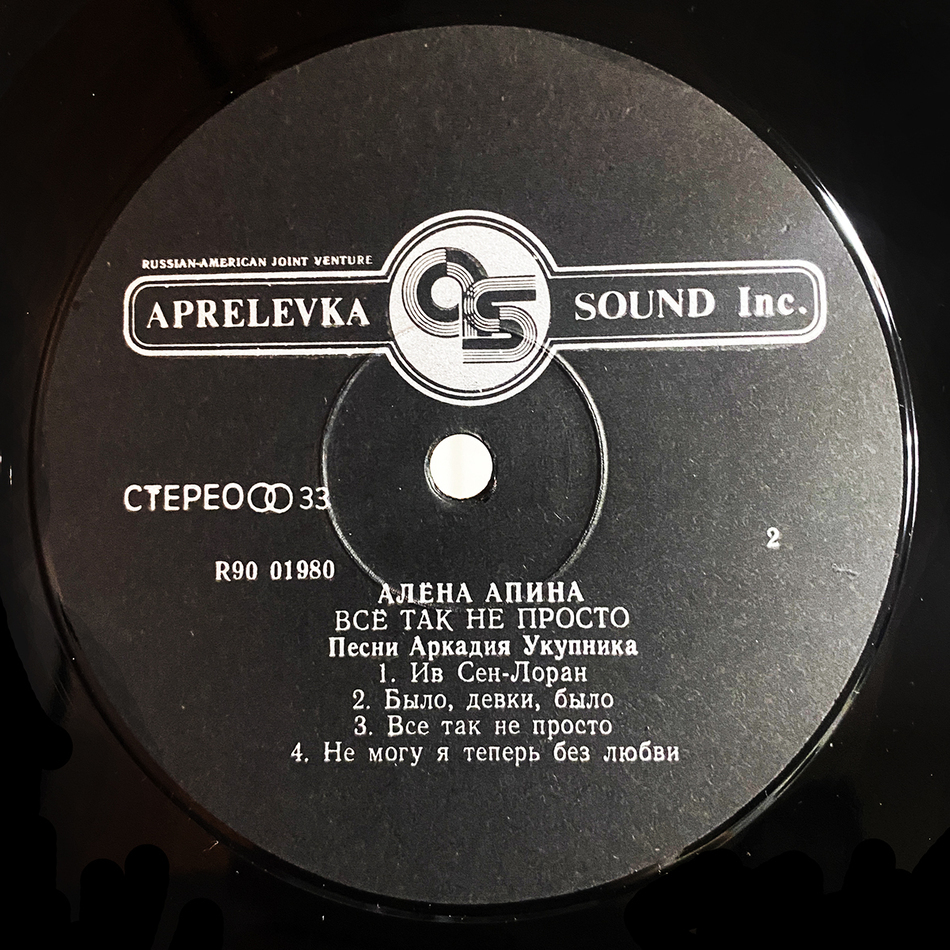 RUSSIAN-AMERICAN JOINT VENTURE
APRELEVKA aS SOUND Inc.
СТЕРЕО 33
2
R90 01980
АЛЁНА АПИНА
ВСЁ ТАК НЕ ПРОСТО
Песни Аркадия Укупника
1. Ив Сен-Лоран
2. Было, девки, было
3. Все так не просто
4. Не могу я теперь без любви